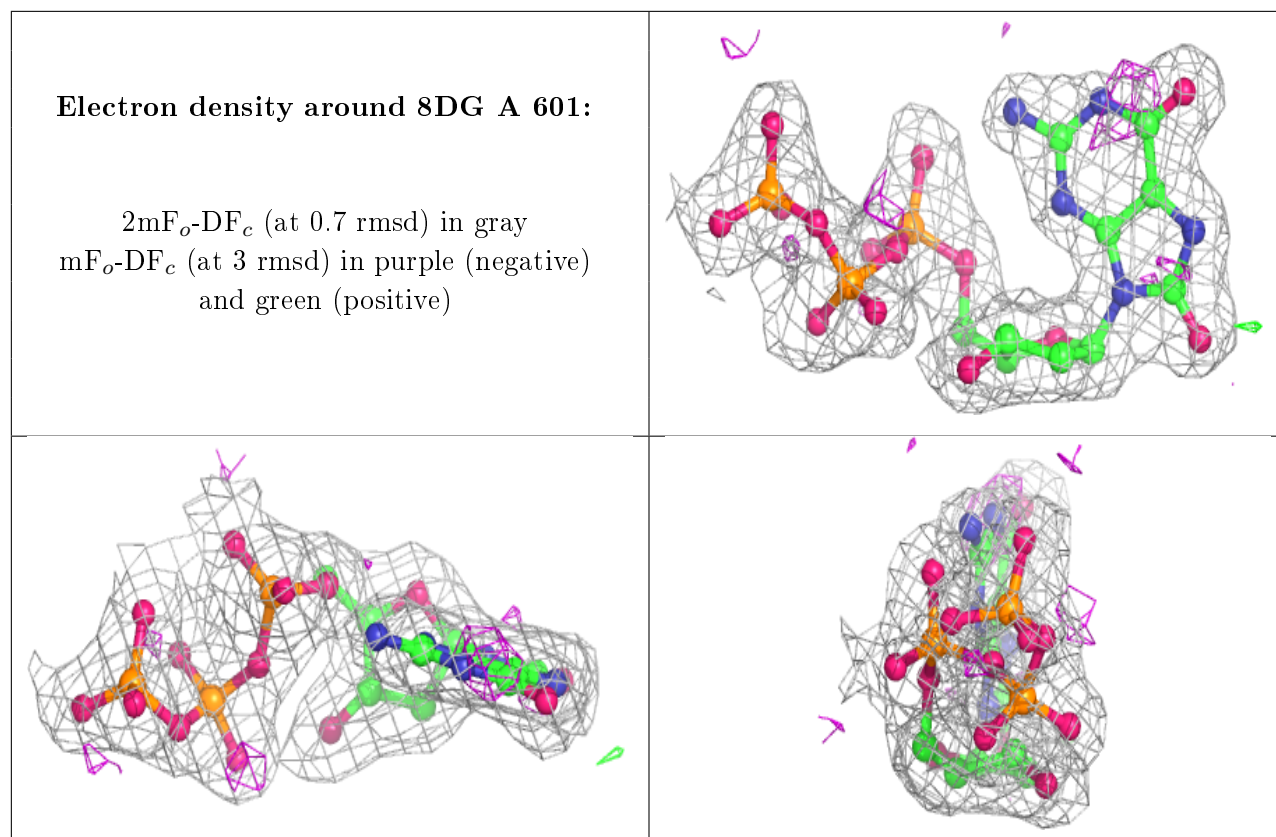 Electron density around 8DG A 601:
2mFₒ-DF𝒸 (at 0.7 rmsd) in gray
mFₒ-DF𝒸 (at 3 rmsd) in purple (negative)
and green (positive)